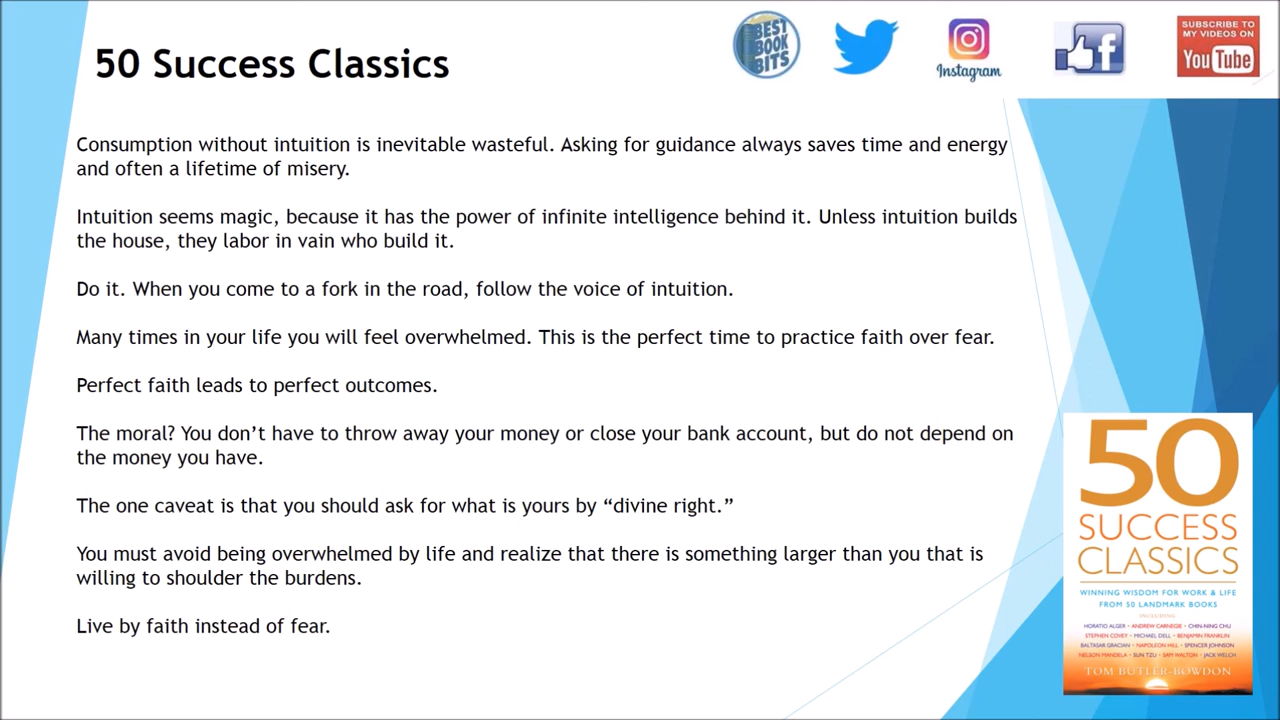 50 Success Classics
BEST
BOOK
BITS
Instagram
f
SUBSCRIBE TO
MY VIDEOS ON
YouTube
Consumption without intuition is inevitable wasteful. Asking for guidance always saves time and energy
and often a lifetime of misery.
Intuition seems magic, because it has the power of infinite intelligence behind it. Unless intuition builds
the house, they labor in vain who build it.
Do it. When you come to a fork in the road, follow the voice of intuition.
Many times in your life you will feel overwhelmed. This is the perfect time to practice faith over fear.
Perfect faith leads to perfect outcomes.
The moral? You don’t have to throw away your money or close your bank account, but do not depend on
the money you have.
The one caveat is that you should ask for what is yours by “divine right.”
You must avoid being overwhelmed by life and realize that there is something larger than you that is
willing to shoulder the burdens.
Live by faith instead of fear.
50
SUCCESS
CLASSICS
WINNING WISDOM FOR WORK & LIFE
FROM 50 LANDMARK BOOKS
INCLUDING
HORATIO ALGER • ANDREW CARNEGIE • CHIN-NING CHU
STEPHEN COVEY • MICHAEL DELL • BENJAMIN FRANKLIN
BALTASAR GRACIAN • NAPOLEON HILL • SPENCER JOHNSON
NELSON MANDELA • SUN TZU • SAM WALTON • JACK WELCH
TOM BUTLER-BOWDON